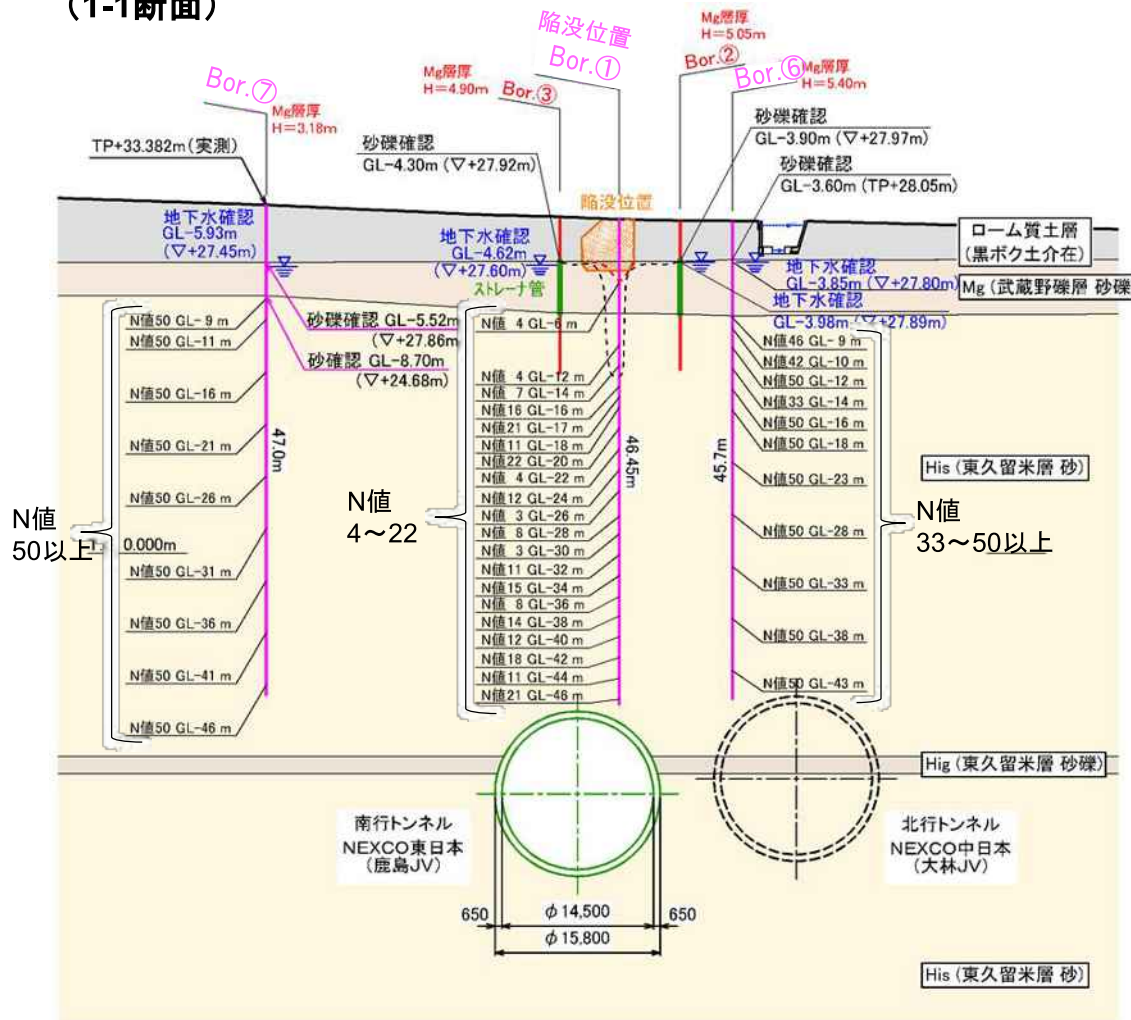 (1-1断面)
陥没位置
Bor.①
Mg層厚
H=5.05m
Bor.②
Mg層厚
H=4.90m
Bor.③
Bor.⑥
Mg層厚
H=5.40m
Bor.⑦
Mg層厚
H=3.18m
TP+33.382m(実測)
砂礫確認
GL-4.30m (▽+27.92m)
砂礫確認
GL-3.90m (▽+27.97m)
砂礫確認
GL-3.60m (TP+28.05m)
陥没位置
地下水確認
GL-5.93m
(▽+27.45m)
地下水確認
GL-4.62m
(▽+27.60m)
ストレーナ管
地下水確認
GL-3.85m (▽+27.80m)
地下水確認
GL-3.98m (▽+27.89m)
ローム質土層
(黒ボク土介在)
Mg (武蔵野礫層 砂礫
砂礫確認 GL-5.52m
(▽+27.86m
砂確認 GL-8.70m
(▽+24.68m)
N値50 GL- 9 m
N値50 GL-11 m
N値50 GL-16 m
N値50 GL-21 m
N値50 GL-26 m
0.000m
N値50 GL-31 m
N値50 GL-36 m
N値50 GL-41 m
N値50 GL-46 m
N値
50以上
47.0m
N値 4 GL-6 m
N値 4 GL-12 m
N値 7 GL-14 m
N値16 GL-16 m
N値21 GL-17 m
N値11 GL-18 m
N値22 GL-20 m
N値 4 GL-22 m
N値12 GL-24 m
N値 3 GL-26 m
N値 8 GL-28 m
N値 3 GL-30 m
N値11 GL-32 m
N値15 GL-34 m
N値 8 GL-36 m
N値14 GL-38 m
N値12 GL-40 m
N値18 GL-42 m
N値11 GL-44 m
N値21 GL-46 m
N値
4～22
46.45m
45.7m
N値46 GL- 9 m
N値42 GL-10 m
N値50 GL-12 m
N値33 GL-14 m
N値50 GL-16 m
N値50 GL-18 m
N値50 GL-23 m
N値50 GL-28 m
N値50 GL-33 m
N値50 GL-38 m
N値50 GL-43 m
N値
33～50以上
His (東久留米層 砂)
Hig (東久留米層 砂礫)
南行トンネル
NEXCO東日本
(鹿島JV)
北行トンネル
NEXCO中日本
(大林JV)
650
φ14,500
650
φ15,800
His (東久留米層 砂)